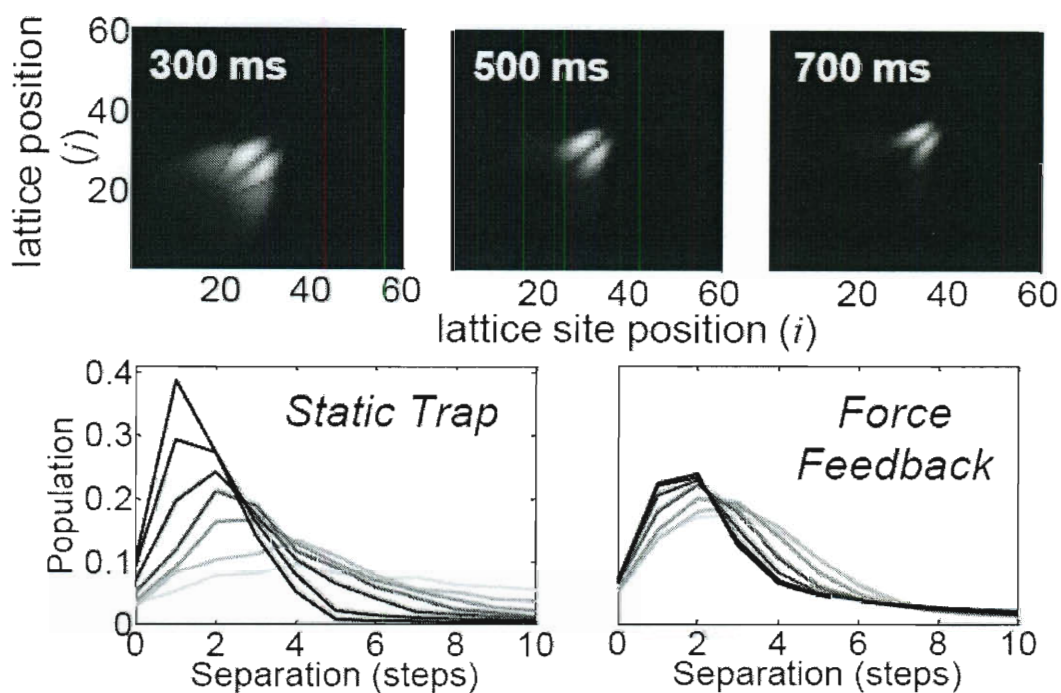 60
40
20
lattice position
(i)
300 ms
500 ms
700 ms
20 40 60
20 40 60
20 40 60
lattice site position (i)
0.4
0.3
0.2
0.1
0
Population
Static Trap
0 2 4 6 8 10
Separation (steps)
Force
Feedback
0 2 4 6 8 10
Separation (steps)